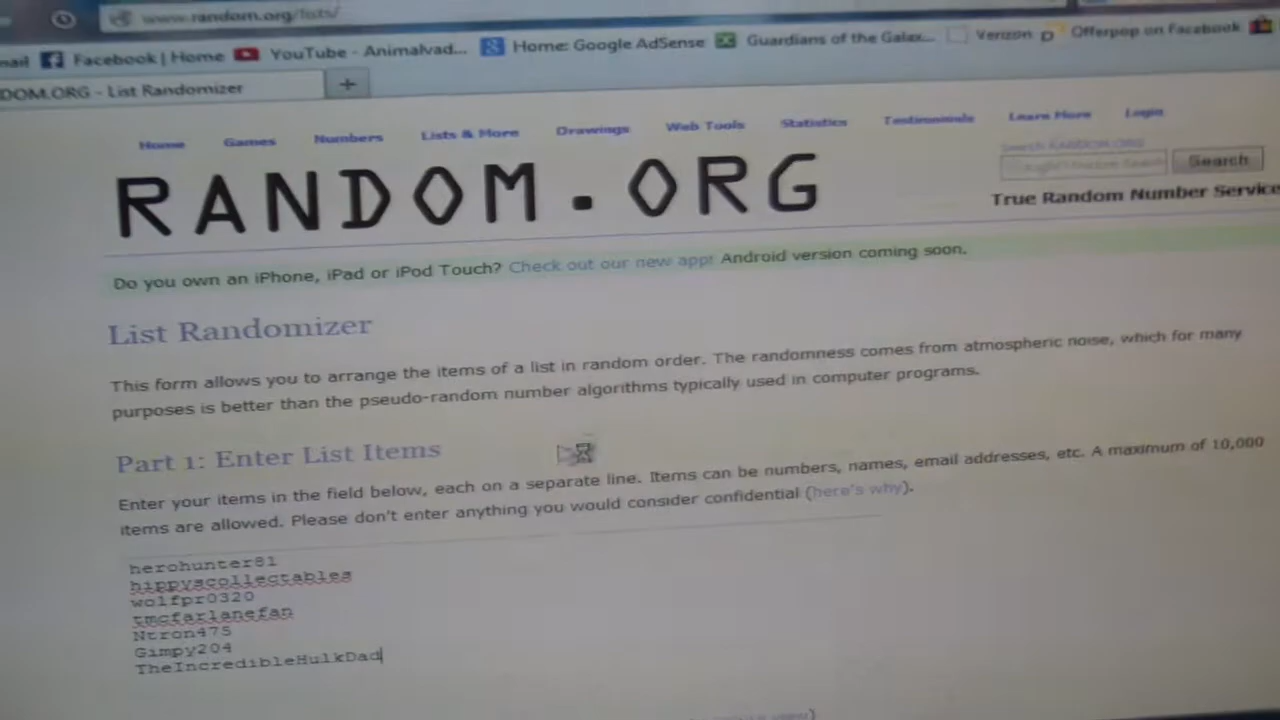 www.random.org/lists/
mail Facebook | Home YouTube - Animalvad... Home: Google AdSense Guardians of the Galax... Verizon Offerpop on Facebook
DOM.ORG - List Randomizer +
Home Games Numbers Lists & More Drawings Web Tools Statistics Testimonials Learn More Login
Search RANDOM.ORG
Search
RANDOM.ORG
True Random Number Service
Do you own an iPhone, iPad or iPod Touch? Check out our new app! Android version coming soon.
List Randomizer
This form allows you to arrange the items of a list in random order. The randomness comes from atmospheric noise, which for many
purposes is better than the pseudo-random number algorithms typically used in computer programs.
Part 1: Enter List Items
Enter your items in the field below, each on a separate line. Items can be numbers, names, email addresses, etc. A maximum of 10,000
items are allowed. Please don't enter anything you would consider confidential (here's why).
herohunter81
hippyscollectables
wolfpr0320
tmcfarlanefan
Ntron475
Gimpy204
TheIncredibleHulkDad